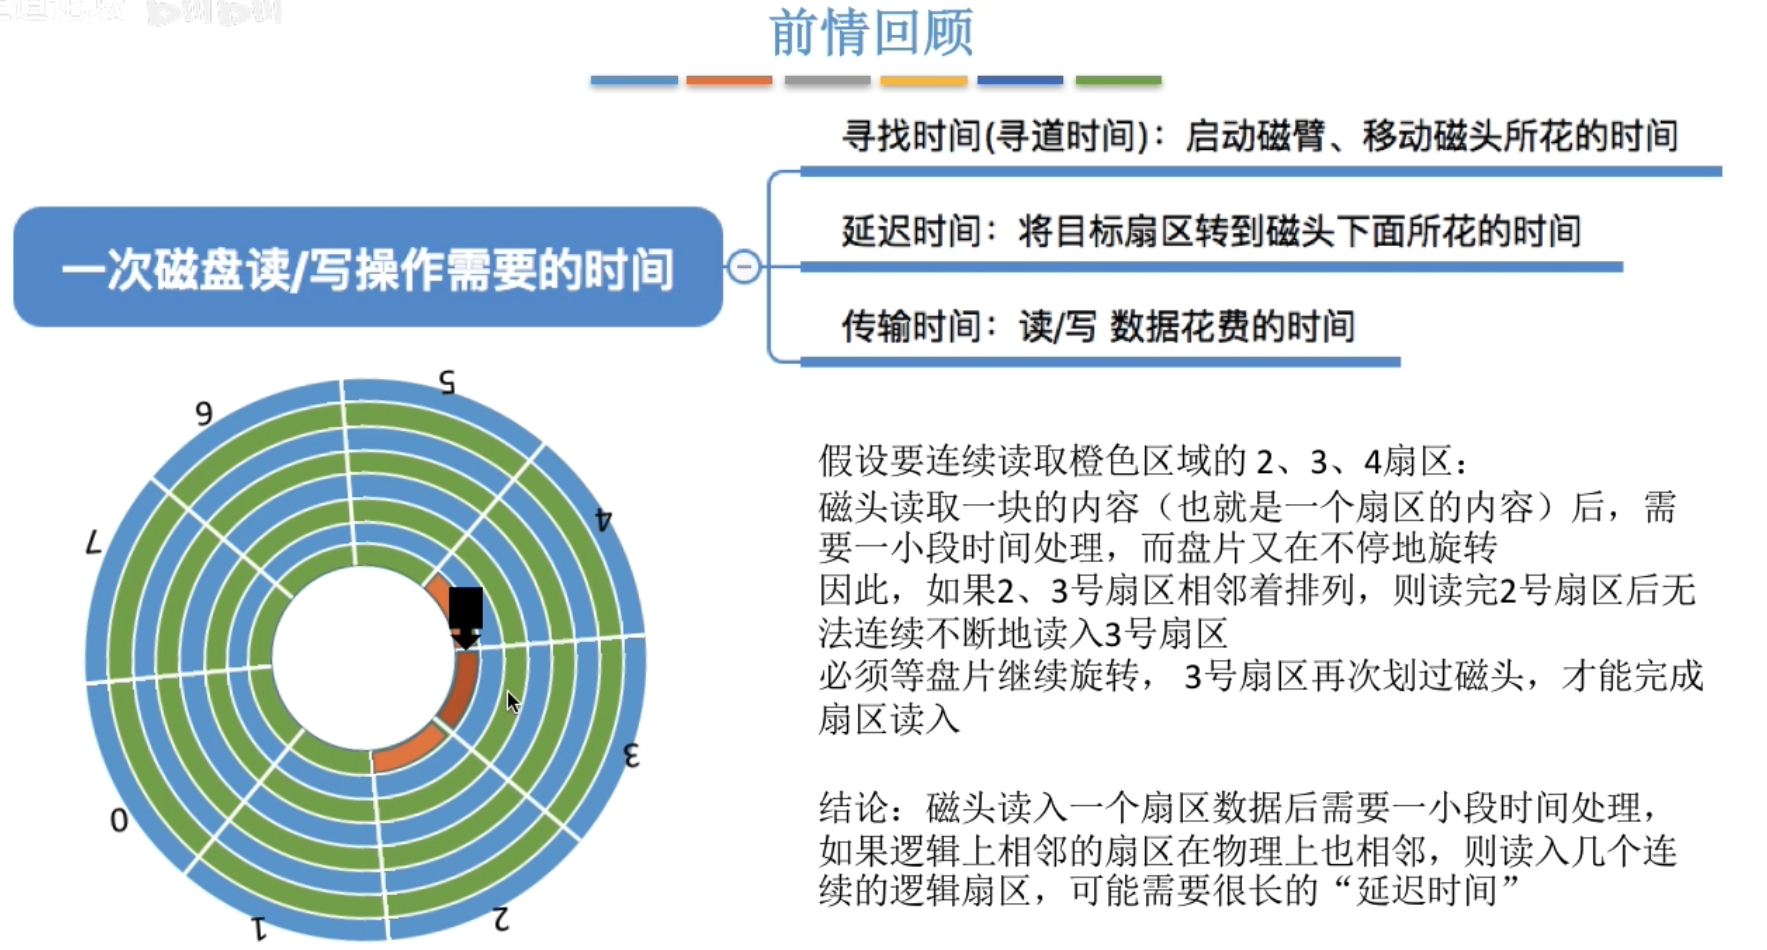 前情回顾
寻找时间(寻道时间)：启动磁臂、移动磁头所花的时间
延迟时间：将目标扇区转到磁头下面所花的时间
一次磁盘读/写操作需要的时间
传输时间：读/写 数据花费的时间
5
6
4
7
3
0
2
1
假设要连续读取橙色区域的 2、3、4扇区：
磁头读取一块的内容（也就是一个扇区的内容）后，需
要一小段时间处理，而盘片又在不停地旋转
因此，如果2、3号扇区相邻着排列，则读完2号扇区后无
法连续不断地读入3号扇区
必须等盘片继续旋转， 3号扇区再次划过磁头，才能完成
扇区读入
结论：磁头读入一个扇区数据后需要一小段时间处理，
如果逻辑上相邻的扇区在物理上也相邻，则读入几个连
续的逻辑扇区，可能需要很长的“延迟时间”